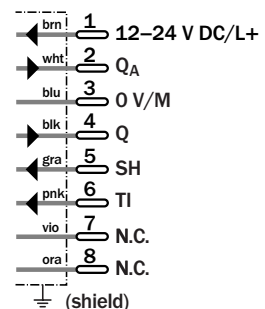 brn 1 12–24 V DC/L+
wht 2 QA
blu 3 0 V/M
blk 4 Q
gra 5 SH
pnk 6 TI
vio 7 N.C.
ora 8 N.C.
(shield)